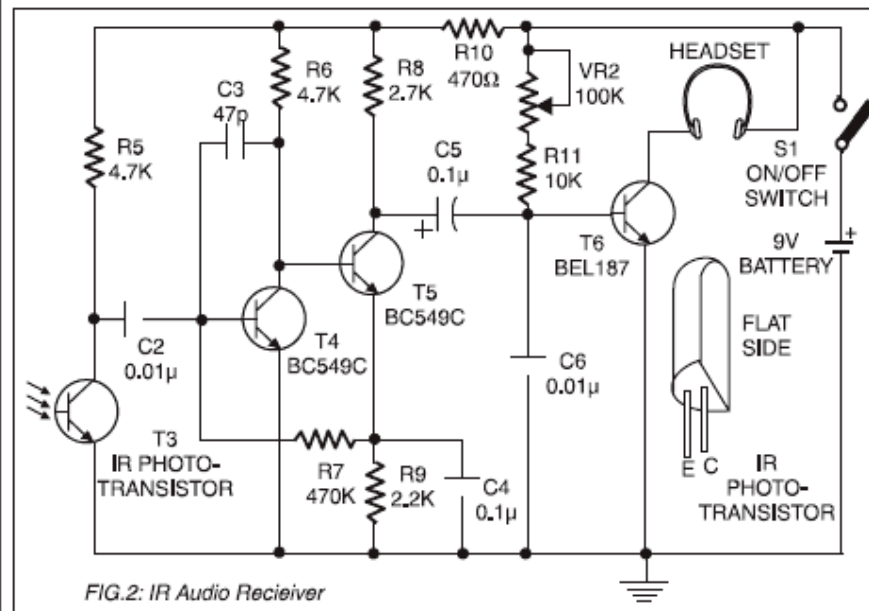 R10
470Ω
HEADSET
R6
4.7K
R8
2.7K
VR2
100K
C3
47p
R5
4.7K
C5
0.1µ
+
R11
10K
S1
ON/OFF
SWITCH
T6
BEL187
9V
BATTERY
+
T5
BC549C
T4
BC549C
C2
0.01µ
FLAT
SIDE
C6
0.01µ
T3
IR PHOTO-
TRANSISTOR
R7
470K
R9
2.2K
C4
0.1µ
E C
IR
PHOTO-
TRANSISTOR
FIG.2: IR Audio Recieiver